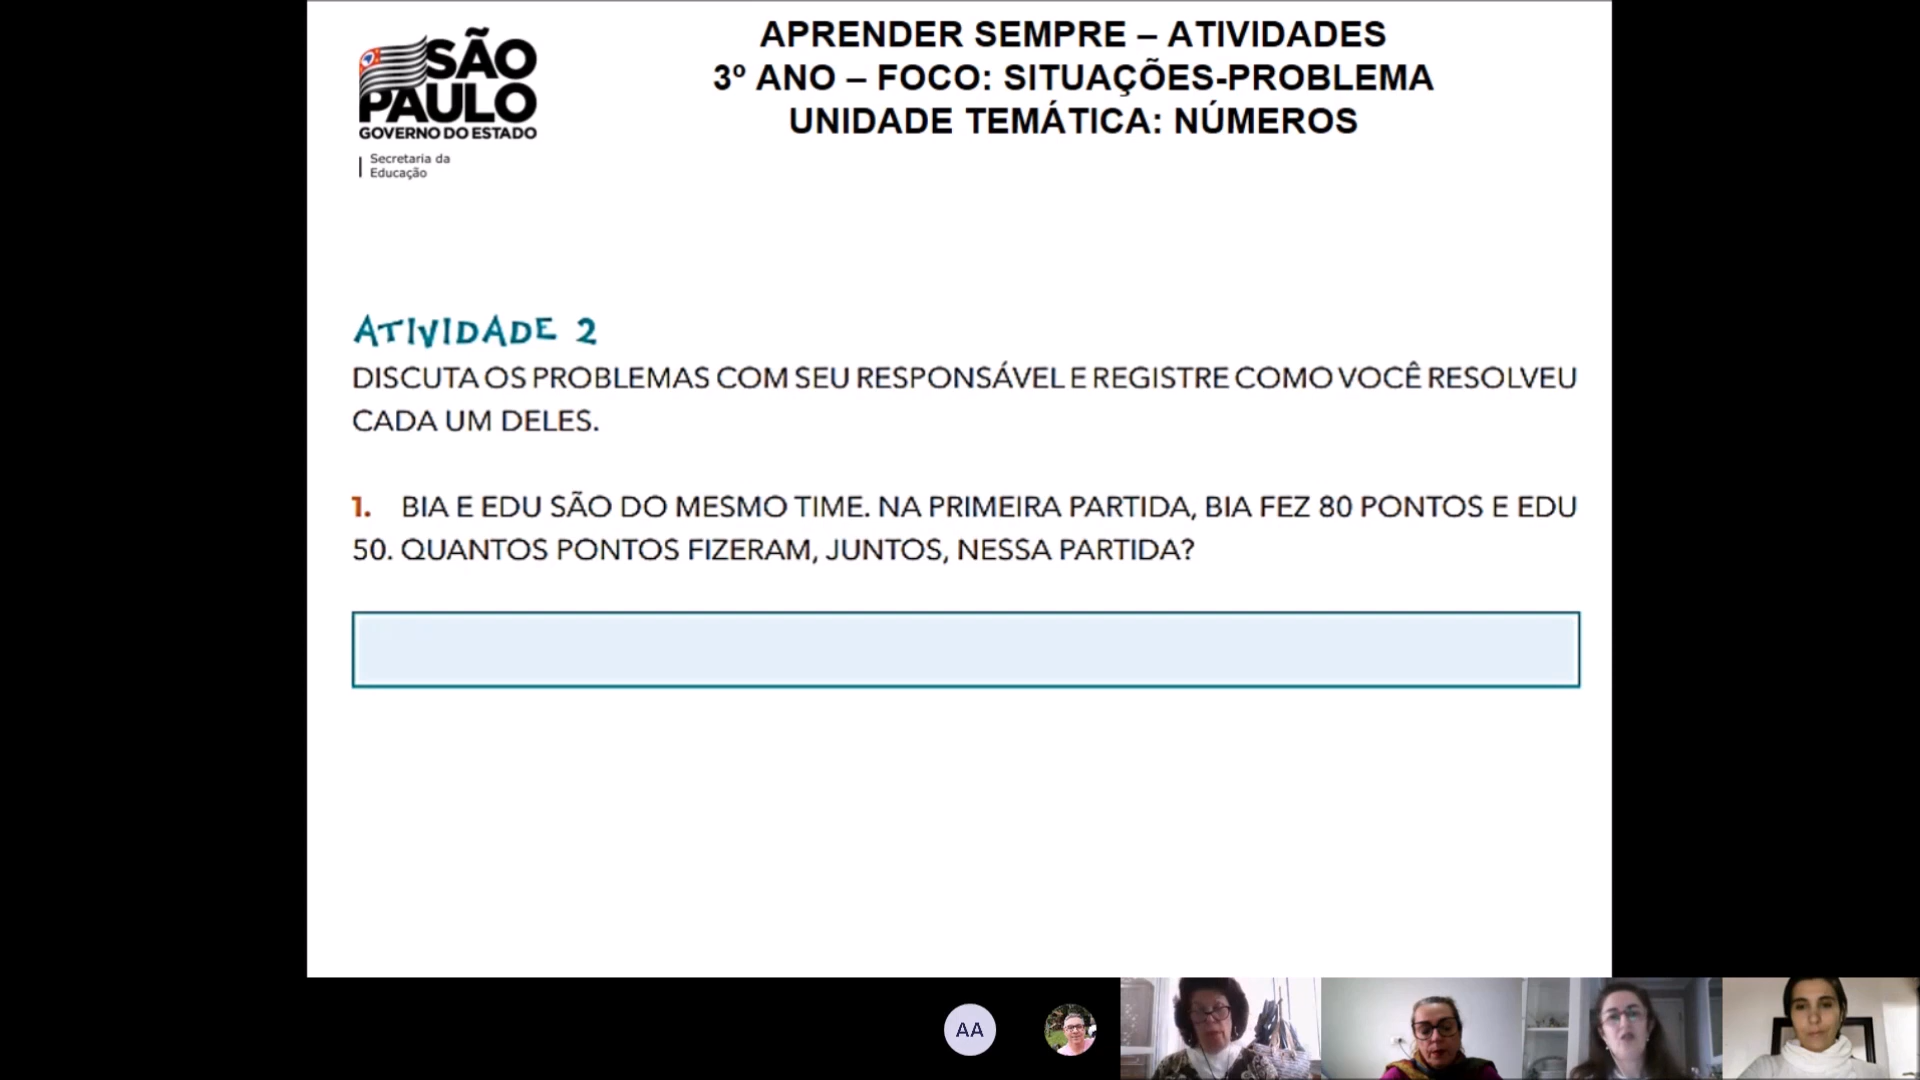 SÃO
PAULO
GOVERNO DO ESTADO
Secretaria da
Educação
APRENDER SEMPRE – ATIVIDADES
3º ANO – FOCO: SITUAÇÕES-PROBLEMA
UNIDADE TEMÁTICA: NÚMEROS
ATIVIDADE 2
DISCUTA OS PROBLEMAS COM SEU RESPONSÁVEL E REGISTRE COMO VOCÊ RESOLVEU
CADA UM DELES.
1. BIA E EDU SÃO DO MESMO TIME. NA PRIMEIRA PARTIDA, BIA FEZ 80 PONTOS E EDU
50. QUANTOS PONTOS FIZERAM, JUNTOS, NESSA PARTIDA?
AA